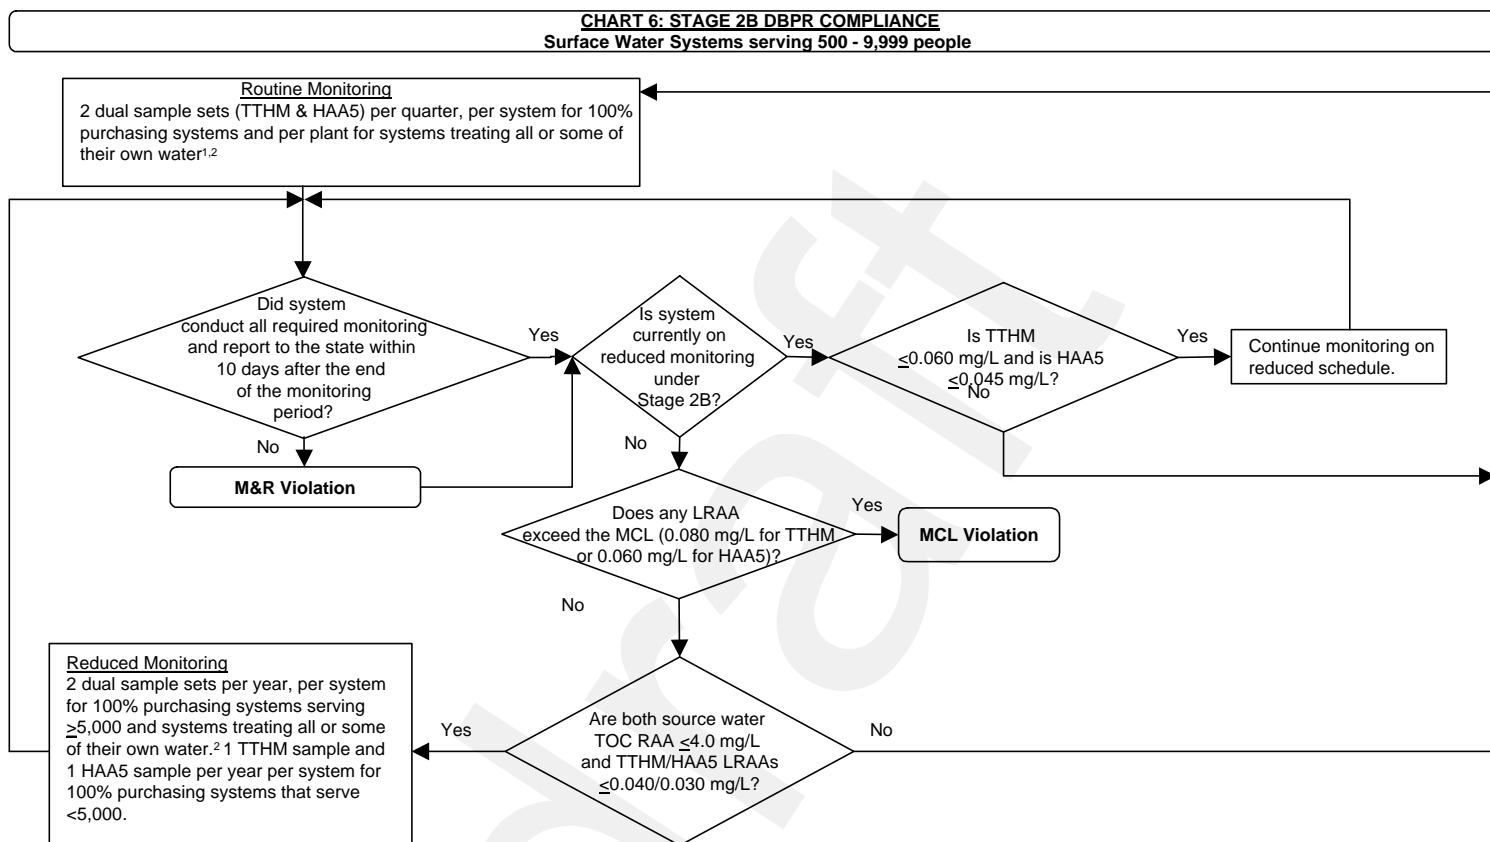 CHART 6: STAGE 2B DBPR COMPLIANCE
Surface Water Systems serving 500 - 9,999 people
Routine Monitoring
2 dual sample sets (TTHM & HAA5) per quarter, per system for 100%
purchasing systems and per plant for systems treating all or some of
their own water1,2
Did system
conduct all required monitoring
and report to the state within
10 days after the end
of the monitoring
period?
Yes
No
M&R Violation
Is system
currently on
reduced monitoring
under
Stage 2B?
Yes
No
Is TTHM
≤0.060 mg/L and is HAA5
≤0.045 mg/L?
No
Yes
Continue monitoring on
reduced schedule.
Does any LRAA
exceed the MCL (0.080 mg/L for TTHM
or 0.060 mg/L for HAA5)?
Yes
MCL Violation
No
Are both source water
TOC RAA ≤4.0 mg/L
and TTHM/HAA5 LRAAs
≤0.040/0.030 mg/L?
Yes
No
Reduced Monitoring
2 dual sample sets per year, per system
for 100% purchasing systems serving
≥5,000 and systems treating all or some
of their own water.2 1 TTHM sample and
1 HAA5 sample per year per system for
100% purchasing systems that serve
<5,000.
draft